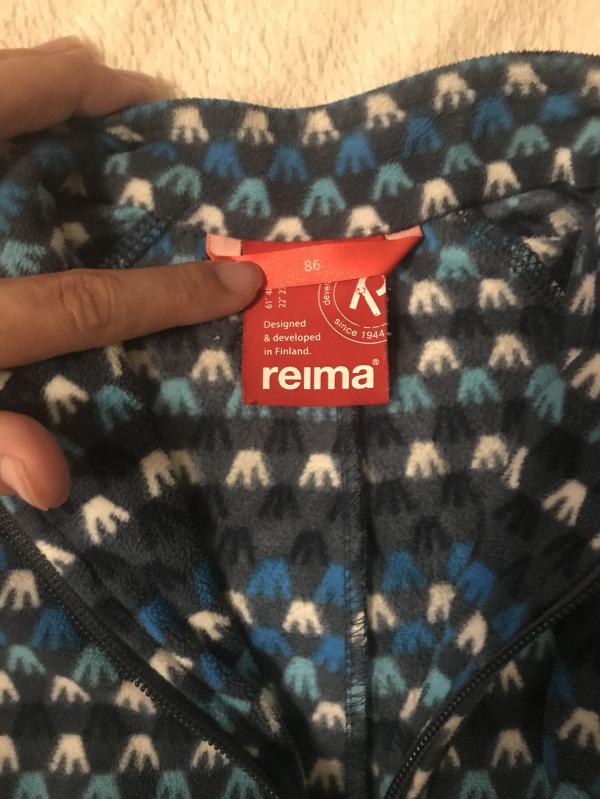 86
since 1944
Designed
& developed
in Finland.
reima®